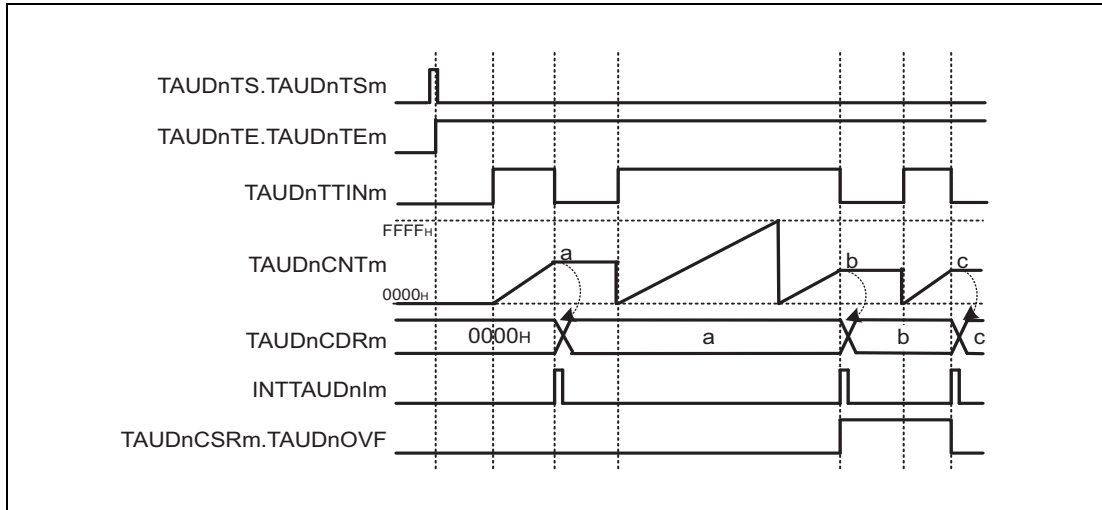 TAUDnTS.TAUDnTSm
TAUDnTE.TAUDnTEm
TAUDnTTINm
FFFFH
TAUDnCNTm
a
b
c
0000H
TAUDnCDRm
0000H
a
b
c
INTTAUDnIm
TAUDnCSRm.TAUDnOVF